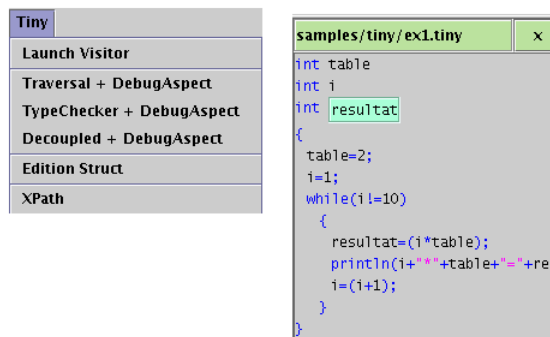 Tiny
Launch Visitor
Traversal + DebugAspect
TypeChecker + DebugAspect
Decoupled + DebugAspect
Edition Struct
XPath
samples/tiny/ex1.tiny x
int table
int i
int resultat
{
table=2;
i=1;
while(i!=10)
{
resultat=(i*table);
println(i+"*"+table+"="+re
i=(i+1);
}
}